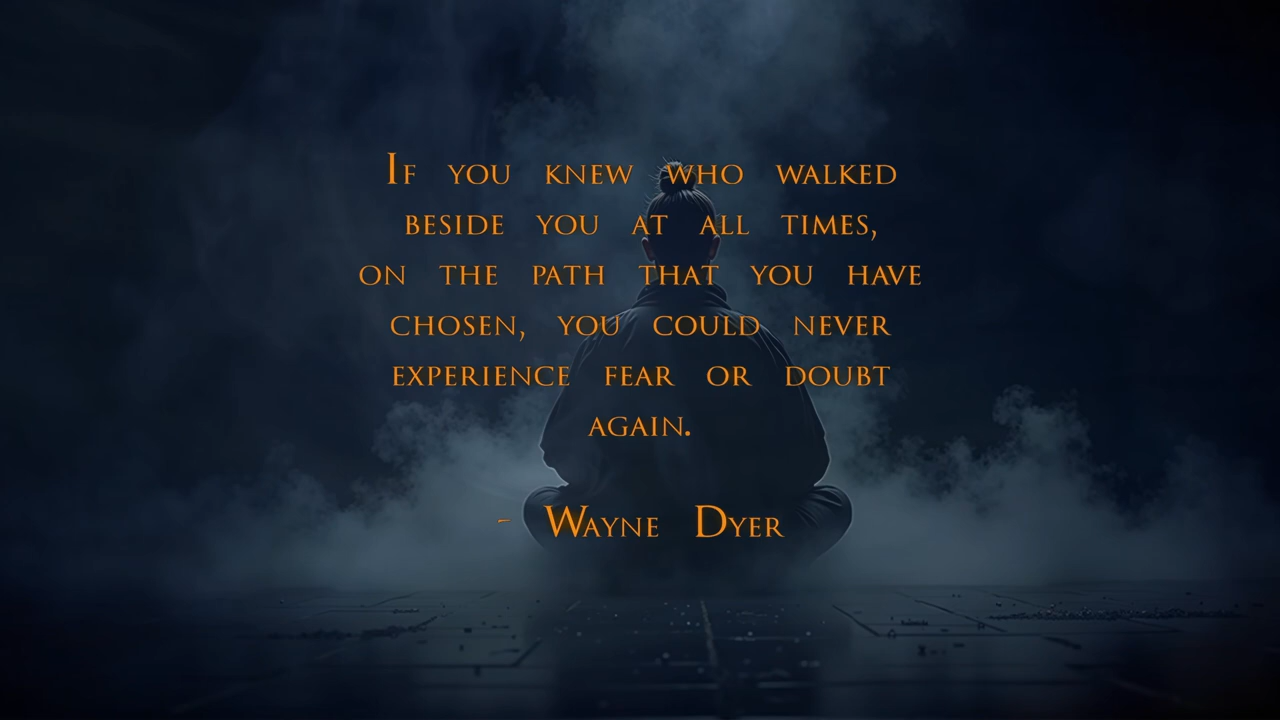 If you knew who walked
beside you at all times,
on the path that you have
chosen, you could never
experience fear or doubt
again.
- Wayne Dyer